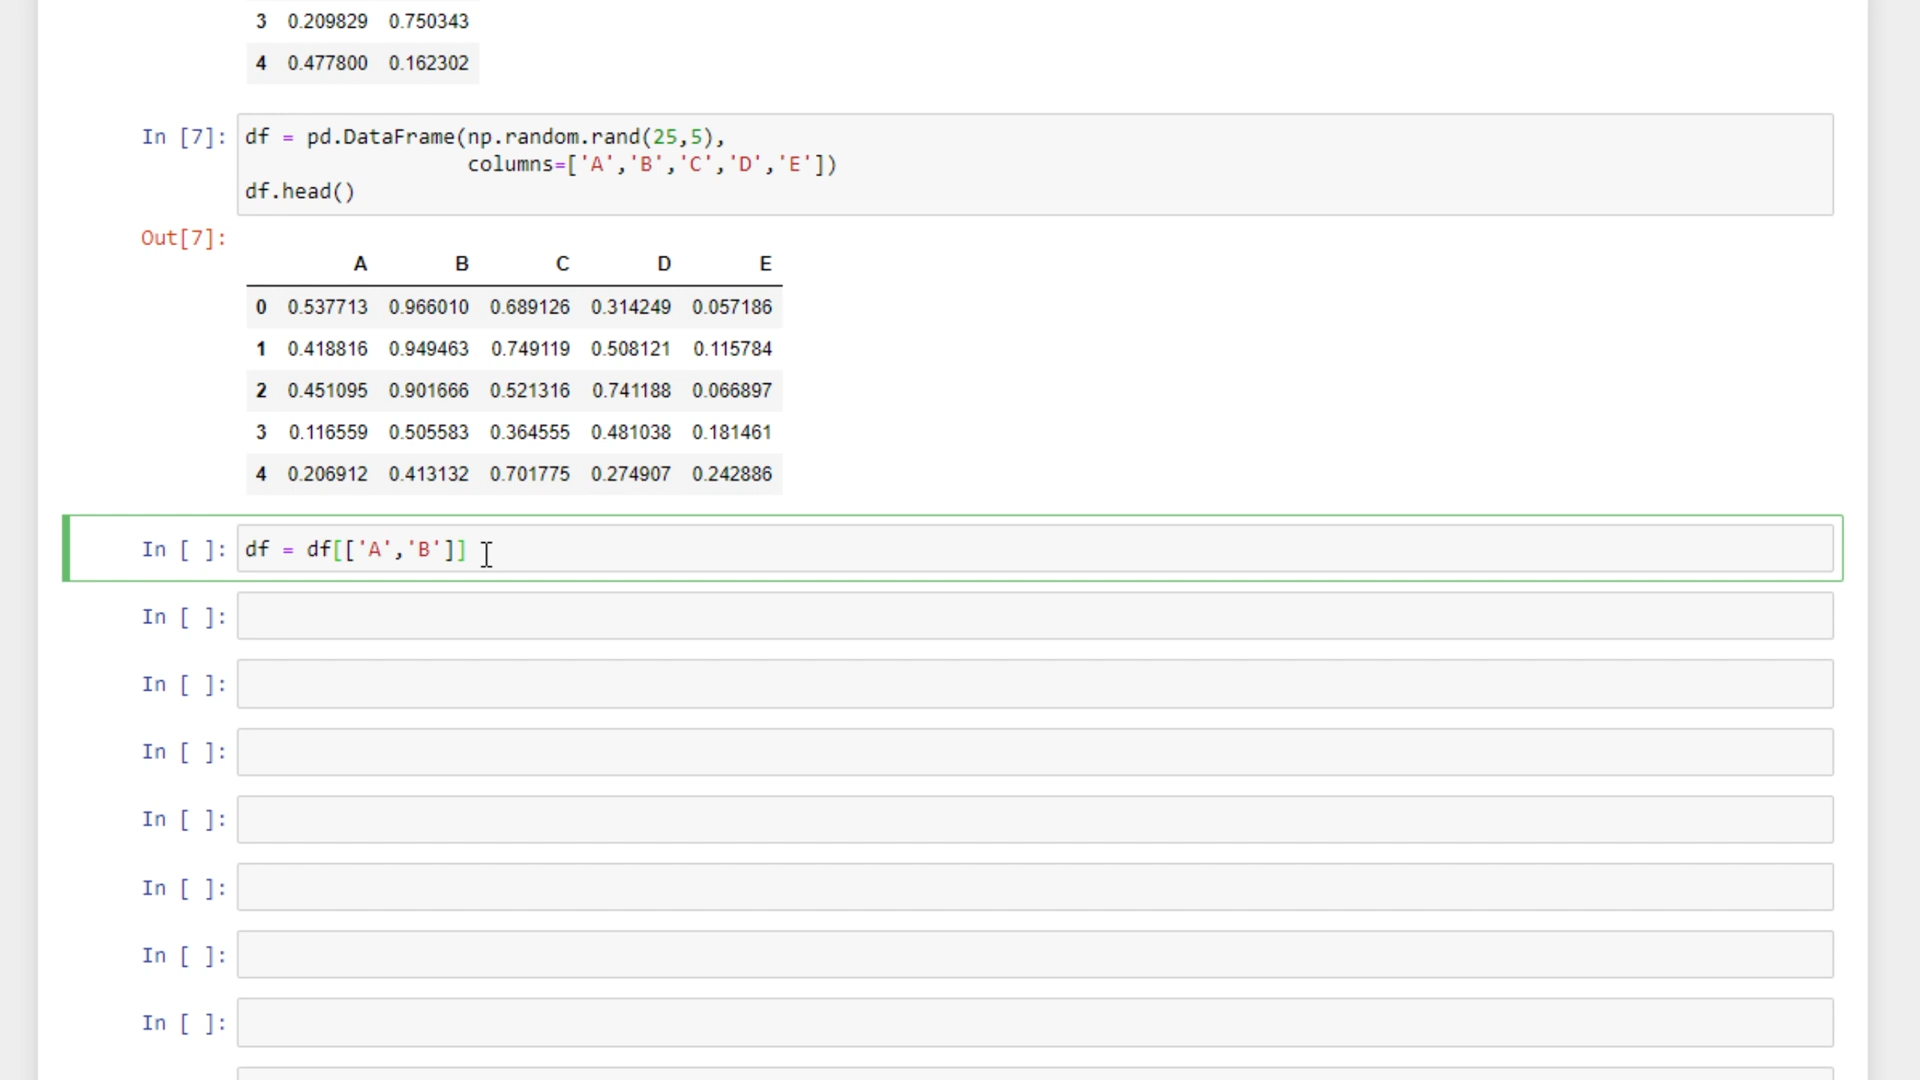 3 0.209829 0.750343
4 0.477800 0.162302
In [7]: df = pd.DataFrame(np.random.rand(25,5),
columns=['A','B','C','D','E'])
df.head()
Out[7]:
A B C D E
0 0.537713 0.966010 0.689126 0.314249 0.057186
1 0.418816 0.949463 0.749119 0.508121 0.115784
2 0.451095 0.901666 0.521316 0.741188 0.066897
3 0.116559 0.505583 0.364555 0.481038 0.181461
4 0.206912 0.413132 0.701775 0.274907 0.242886
In [ ]: df = df[['A','B']]
In [ ]:
In [ ]:
In [ ]:
In [ ]:
In [ ]:
In [ ]:
In [ ]: